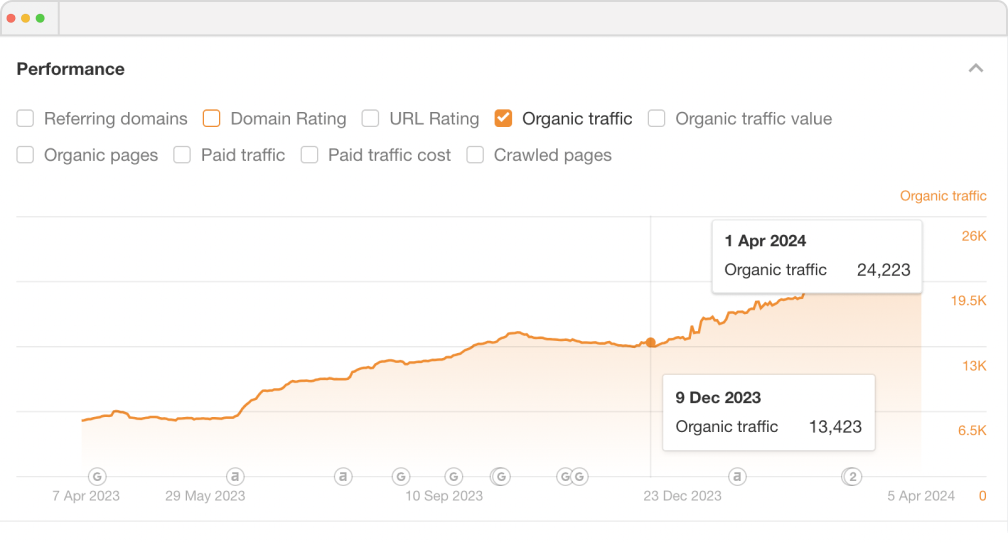 Performance
Referring domains Domain Rating URL Rating Organic traffic Organic traffic value
Organic pages Paid traffic Paid traffic cost Crawled pages
Organic traffic
1 Apr 2024
Organic traffic 24,223
26K
19.5K
13K
9 Dec 2023
Organic traffic 13,423
6.5K
G a a G G G G G a 2
7 Apr 2023 29 May 2023 10 Sep 2023 23 Dec 2023 5 Apr 2024 0